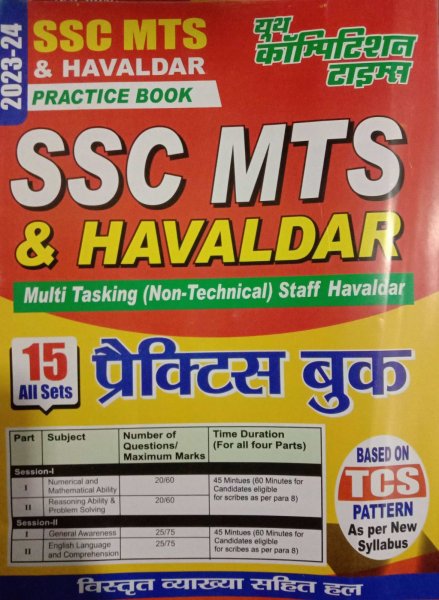 2023-24
SSC MTS
& HAVALDAR
PRACTICE BOOK
यूथ
कॉम्पिटिशन
टाइम्स
SSC MTS
& HAVALDAR
Multi Tasking (Non-Technical) Staff Havaldar
15
All Sets
प्रैक्टिस बुक
Part Subject Number of Questions/ Maximum Marks Time Duration (For all four Parts)
Session-I
I Numerical and Mathematical Ability 20/60 45 Mintues (60 Minutes for Candidates eligible for scribes as per para 8)
II Reasoning Ability & Problem Solving 20/60
Session-II
I General Awareness 25/75 45 Mintues (60 Minutes for Candidates eligible for scribes as per para 8)
II English Language and Comprehension 25/75
BASED ON
TCS
PATTERN
As per New
Syllabus
विस्तृत व्याख्या सहित हल